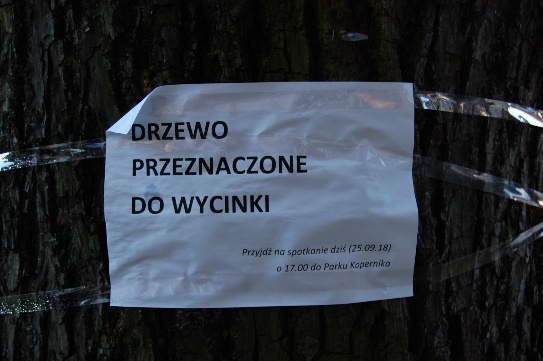 DRZEWO
PRZEZNACZONE
DO WYCINKI
Przyjdź na spotkanie dziś (25.09.18)
o 17.00 do Parku Kopernika